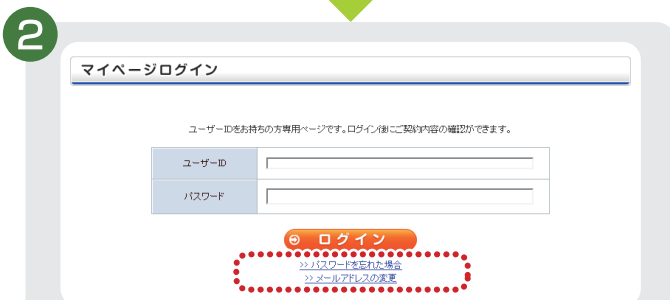 2
マイページログイン
ユーザーIDをお持ちの方専用ページです。ログイン後にご契約内容の確認ができます。
ユーザーID
パスワード
ログイン
>> パスワードを忘れた場合
>> メールアドレスの変更